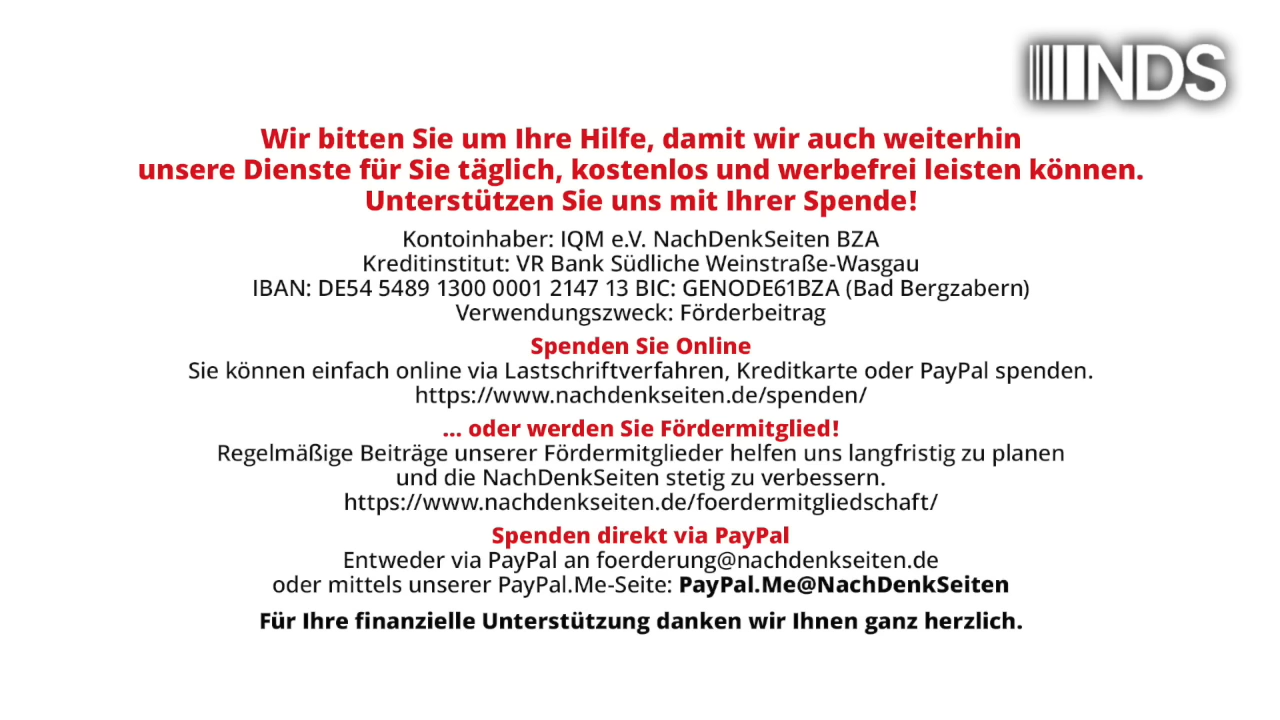 NDS
Wir bitten Sie um Ihre Hilfe, damit wir auch weiterhin
unsere Dienste für Sie täglich, kostenlos und werbefrei leisten können.
Unterstützen Sie uns mit Ihrer Spende!
Kontoinhaber: IQM e.V. NachDenkSeiten BZA
Kreditinstitut: VR Bank Südliche Weinstraße-Wasgau
IBAN: DE54 5489 1300 0001 2147 13 BIC: GENODE61BZA (Bad Bergzabern)
Verwendungszweck: Förderbeitrag
Spenden Sie Online
Sie können einfach online via Lastschriftverfahren, Kreditkarte oder PayPal spenden.
https://www.nachdenkseiten.de/spenden/
... oder werden Sie Fördermitglied!
Regelmäßige Beiträge unserer Fördermitglieder helfen uns langfristig zu planen
und die NachDenkSeiten stetig zu verbessern.
https://www.nachdenkseiten.de/foerdermitgliedschaft/
Spenden direkt via PayPal
Entweder via PayPal an foerderung@nachdenkseiten.de
oder mittels unserer PayPal.Me-Seite: PayPal.Me@NachDenkSeiten
Für Ihre finanzielle Unterstützung danken wir Ihnen ganz herzlich.